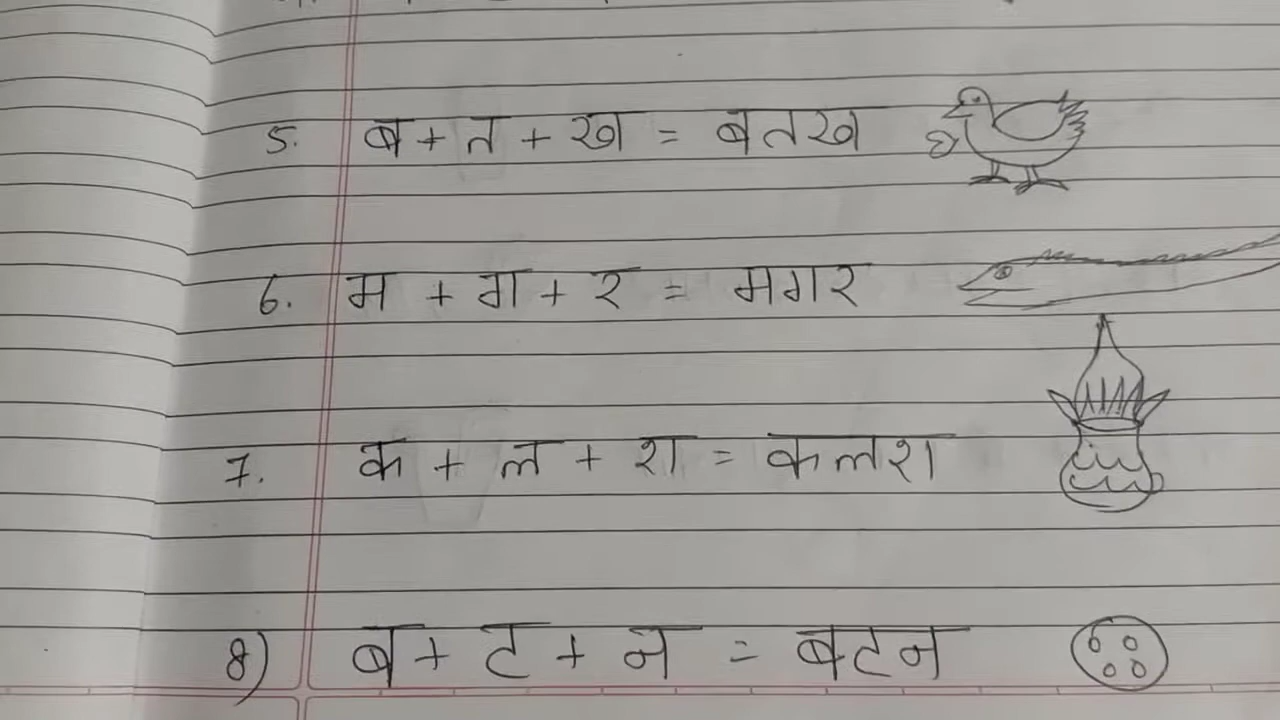 5. ब + त + ख = बतख
6. म + ग + र = मगर
7. क + ल + श = कलश
8) ब + ट + न = बटन